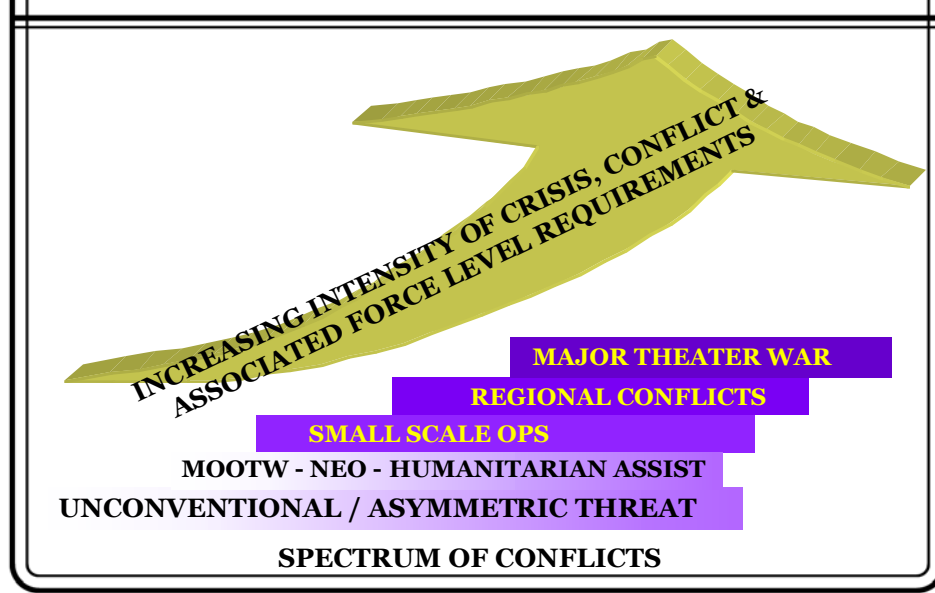 INCREASING INTENSITY OF CRISIS, CONFLICT &
ASSOCIATED FORCE LEVEL REQUIREMENTS
MAJOR THEATER WAR
REGIONAL CONFLICTS
SMALL SCALE OPS
MOOTW - NEO - HUMANITARIAN ASSIST
UNCONVENTIONAL / ASYMMETRIC THREAT
SPECTRUM OF CONFLICTS